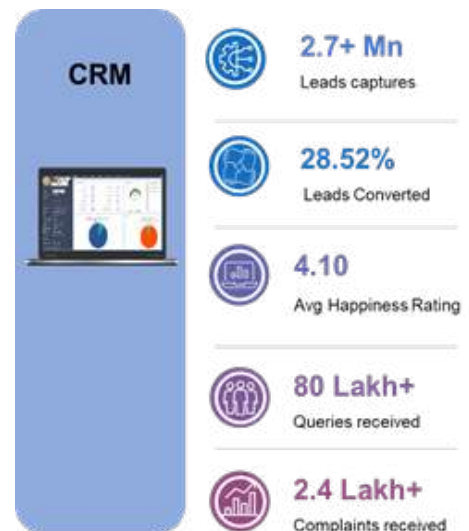 CRM
2.7+ Mn
Leads captures
28.52%
Leads Converted
4.10
Avg Happiness Rating
80 Lakh+
Queries received
2.4 Lakh+
Complaints received